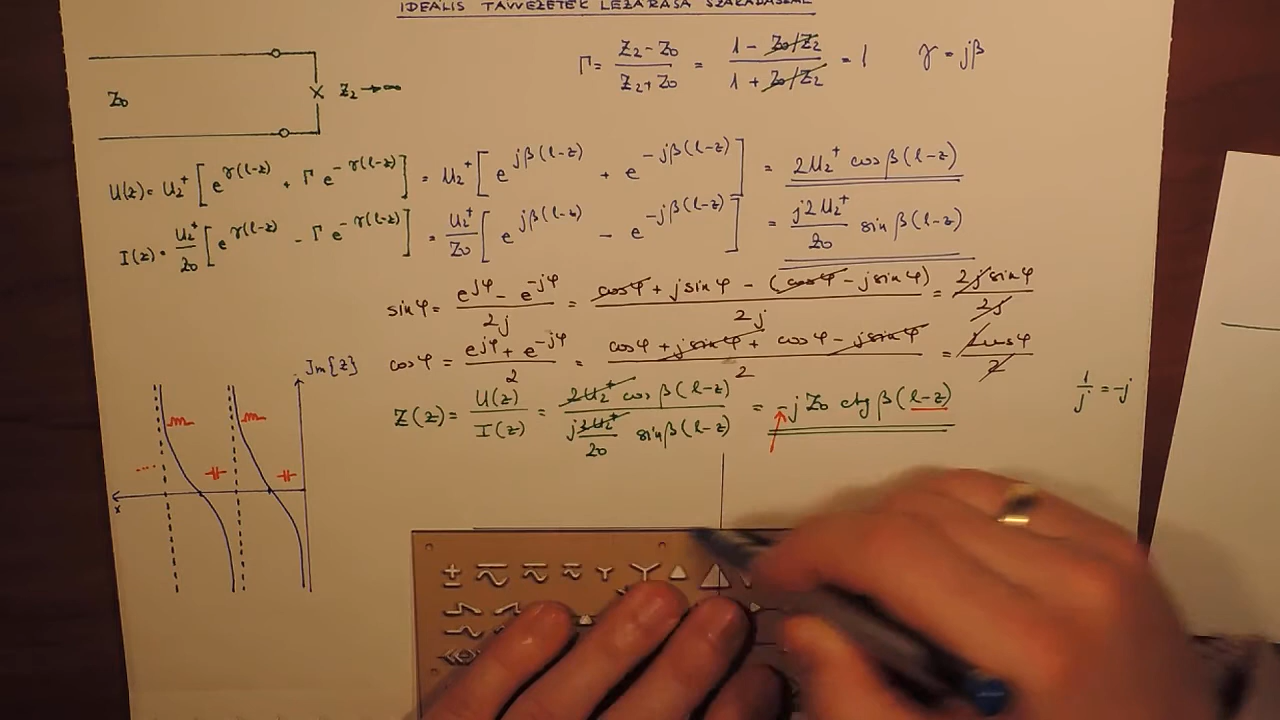 IDEÁLIS TÁVVEZETÉK LEZÁRÁSA SZAKADÁSSAL
Z₀ Z₂→∞
Γ = (Z₂ - Z₀)/(Z₂ + Z₀) = (1 - Z₀/Z₂)/(1 + Z₀/Z₂) = 1 γ = jβ
U(z) = U₂⁺ [e^γ(l-z) + Γ e^-γ(l-z)] = U₂⁺ [e^jβ(l-z) + e^-jβ(l-z)] = 2U₂⁺ cos β(l-z)
I(z) = U₂⁺/Z₀ [e^γ(l-z) - Γ e^-γ(l-z)] = U₂⁺/Z₀ [e^jβ(l-z) - e^-jβ(l-z)] = j2U₂⁺/Z₀ sin β(l-z)
sin φ = (e^jφ - e^-jφ)/2j = (cos φ + j sin φ - (cos φ - j sin φ))/2j = 2j sin φ/2j
cos φ = (e^jφ + e^-jφ)/2 = (cos φ + j sin φ + cos φ - j sin φ)/2 = 2 cos φ/2
Z(z) = U(z)/I(z) = 2U₂⁺ cos β(l-z)/(j2U₂⁺/Z₀ sin β(l-z)) = -j Z₀ ctg β(l-z)
1/j = -j
Jm{z}
x